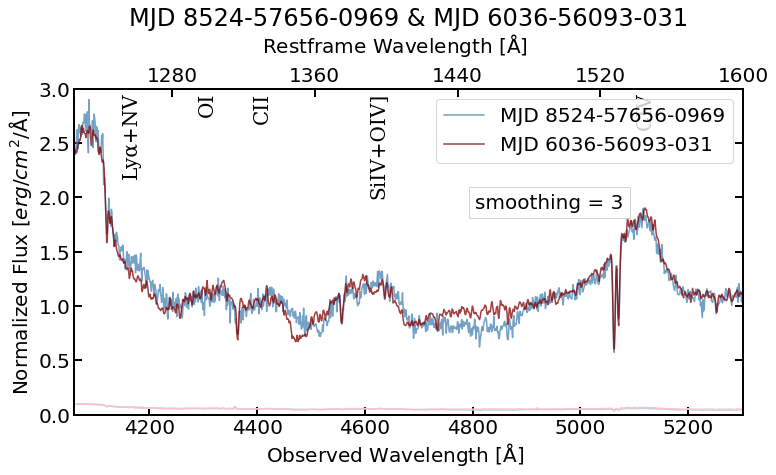 MJD 8524-57656-0969 & MJD 6036-56093-031
Restframe Wavelength [Å]
1280 1360 1440 1520 1600
Lyα+NV
OI
CII
SiIV+OIV]
MJD 8524-57656-0969
MJD 6036-56093-031
smoothing = 3
Normalized Flux [erg/cm²/Å]
3.0
2.5
2.0
1.5
1.0
0.5
0.0
4200 4400 4600 4800 5000 5200
Observed Wavelength [Å]